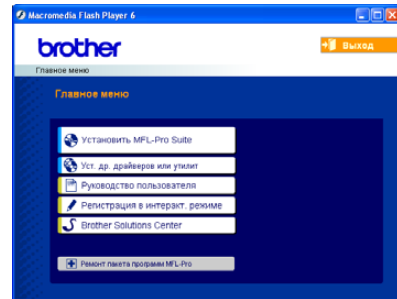 Macromedia Flash Player 6
brother
Выход
Главное меню
Главное меню
Установить MFL-Pro Suite
Уст. др. драйверов или утилит
Руководство пользователя
Регистрация в интеракт. режиме
Brother Solutions Center
Ремонт пакета программ MFL-Pro